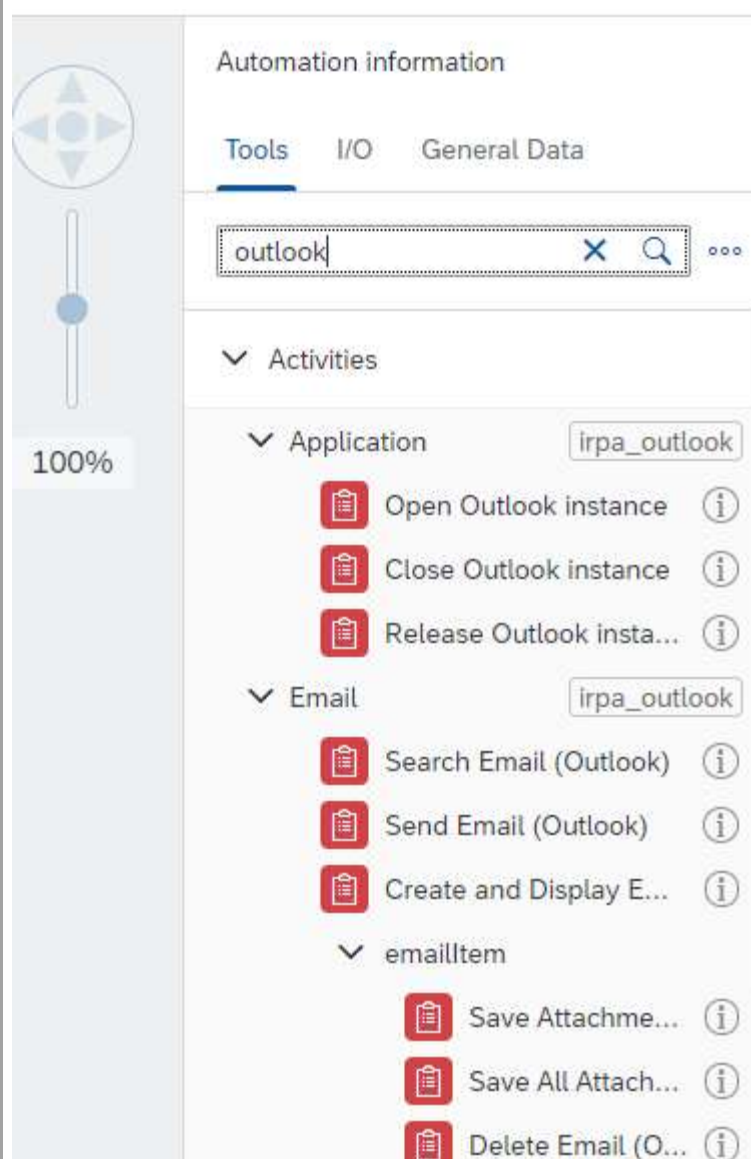 Automation information
Tools I/O General Data
outlook
Activities
Application irpa_outlook
Open Outlook instance
Close Outlook instance
100%
Release Outlook insta...
Email irpa_outlook
Search Email (Outlook)
Send Email (Outlook)
Create and Display E...
emailItem
Save Attachme...
Save All Attach...
Delete Email (O...